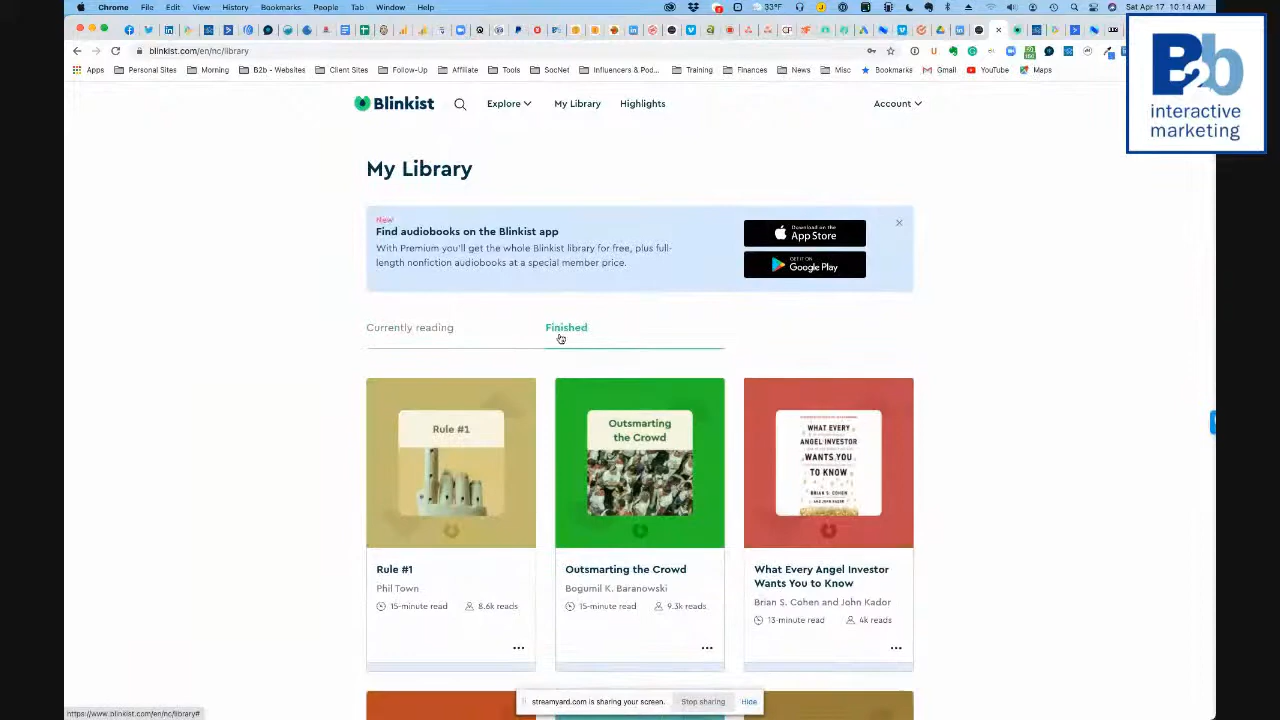 Chrome File Edit View History Bookmarks People Tab Window Help
33°F
Sat Apr 17 10:14 AM
blinkist.com/en/nc/library
Apps Personal Sites Morning B2b - Websites Client Sites Follow-Up Affiliate Tools SocNet Influencers & Pod... Training Finances News Misc Bookmarks Gmail YouTube Maps
B2b
interactive
marketing
Blinkist Explore My Library Highlights Account
My Library
New!
Find audiobooks on the Blinkist app
With Premium you'll get the whole Blinkist library for free, plus full-
length nonfiction audiobooks at a special member price.
Download on the
App Store
GET IT ON
Google Play
Currently reading Finished
Rule #1
Outsmarting
the Crowd
WHAT EVERY
ANGEL INVESTOR
WANTS YOU
TO KNOW
BRIAN S. COHEN
AND JOHN KADOR
Rule #1
Phil Town
15-minute read 8.6k reads
Outsmarting the Crowd
Bogumil K. Baranowski
15-minute read 9.3k reads
What Every Angel Investor
Wants You to Know
Brian S. Cohen and John Kador
13-minute read 4k reads
streamyard.com is sharing your screen. Stop sharing Hide
https://www.blinkist.com/en/nc/library#